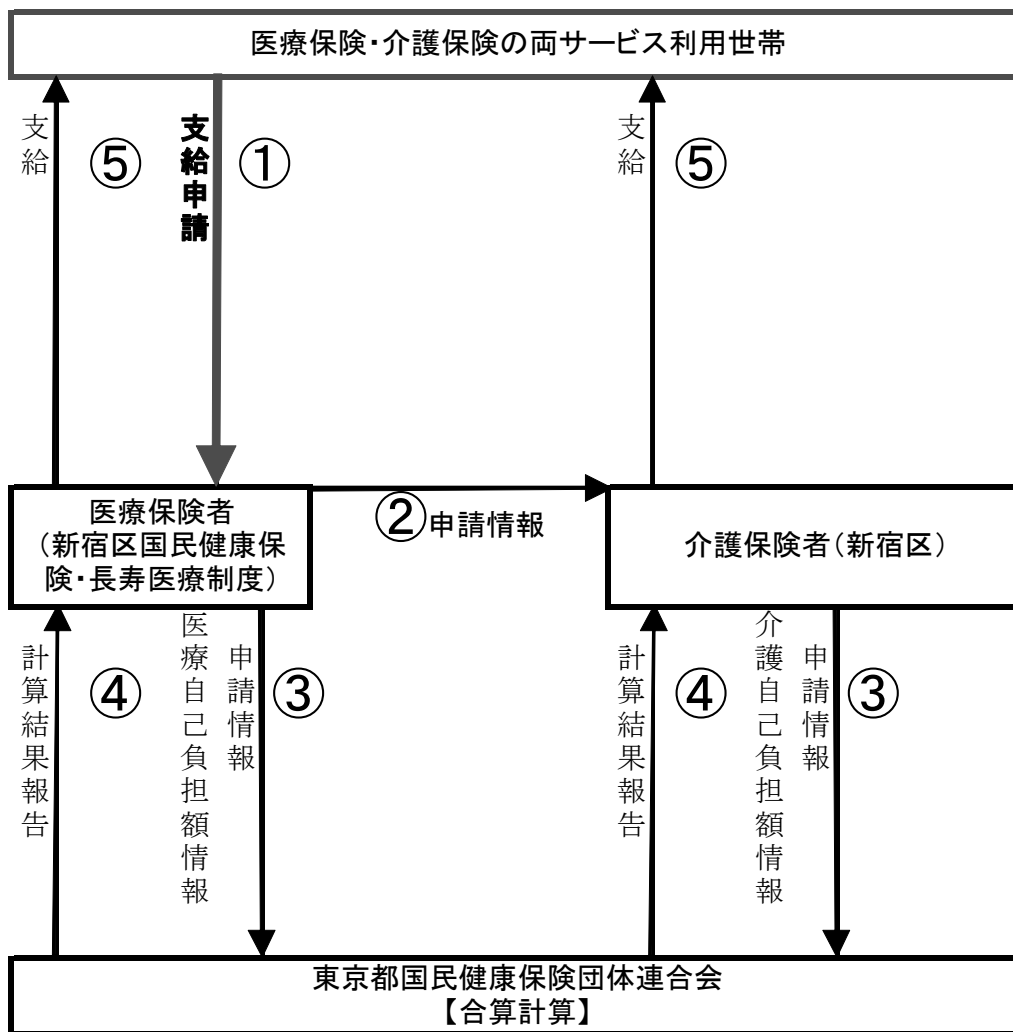 医療保険・介護保険の両サービス利用世帯
支給
⑤
支給申請
①
支給
⑤
医療保険者
（新宿区国民健康保
険・長寿医療制度）
②申請情報
介護保険者（新宿区）
計算結果報告
④
医療自己負担額情報
申請情報
③
計算結果報告
④
介護自己負担額情報
申請情報
③
東京都国民健康保険団体連合会
【合算計算】